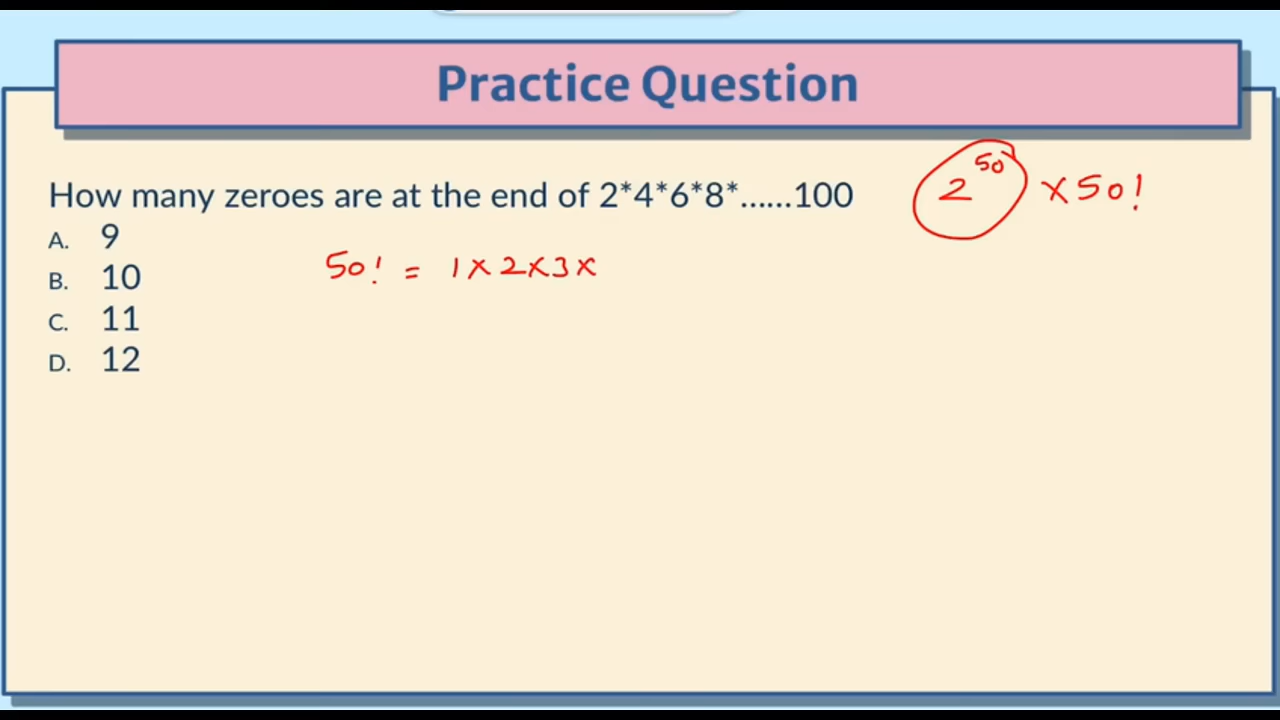 Practice Question
How many zeroes are at the end of 2*4*6*8*......100
2^50 × 50!
A. 9
B. 10
C. 11
D. 12
50! = 1 × 2 × 3 ×